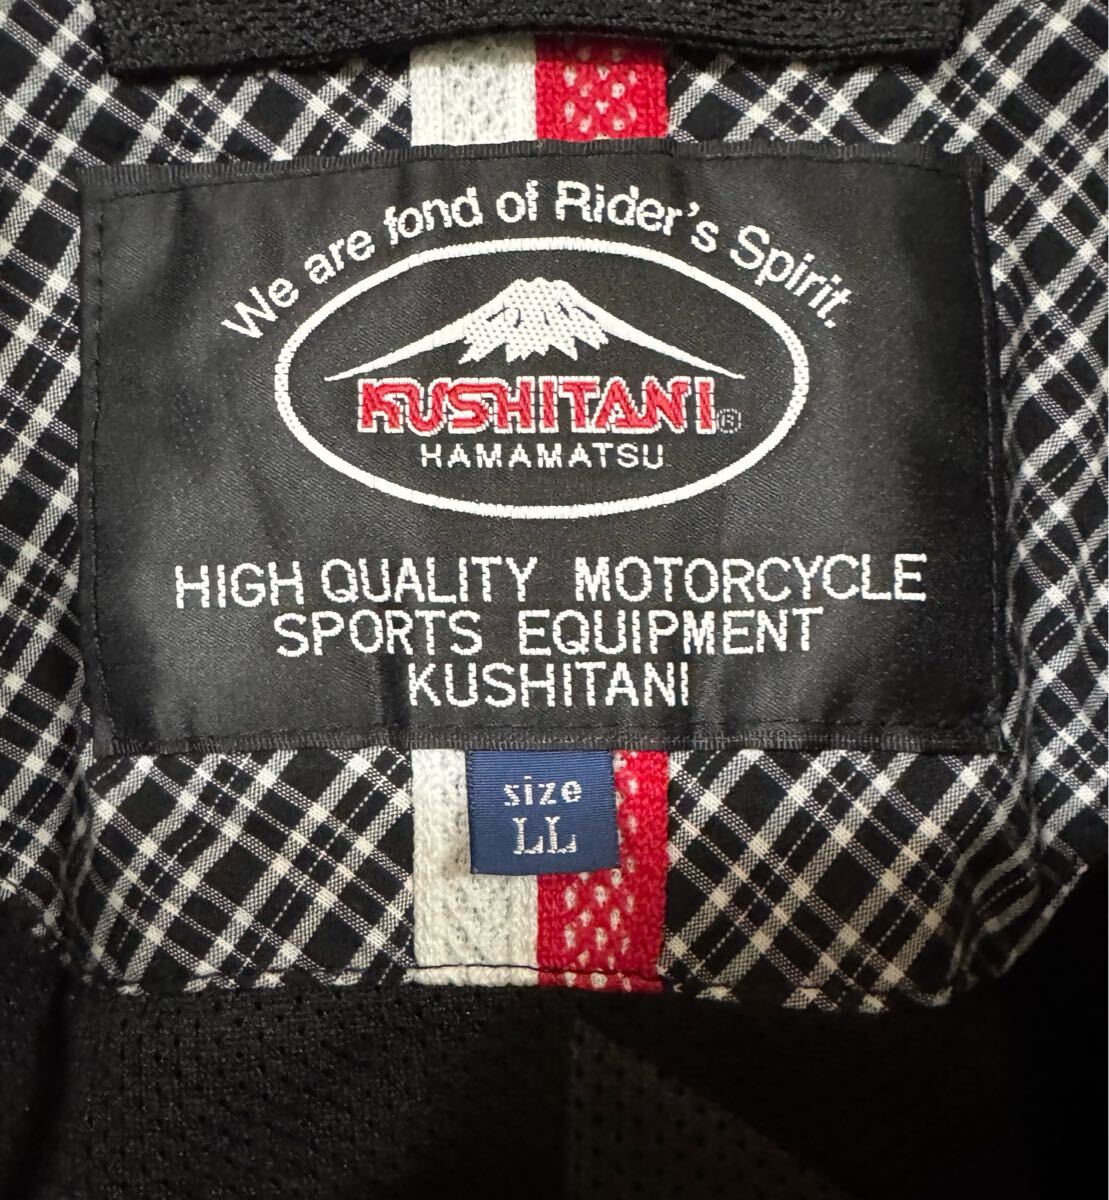 We are fond of Rider's Spirit.
KUSHITANI®
HAMAMATSU
HIGH QUALITY MOTORCYCLE
SPORTS EQUIPMENT
KUSHITANI
size
LL